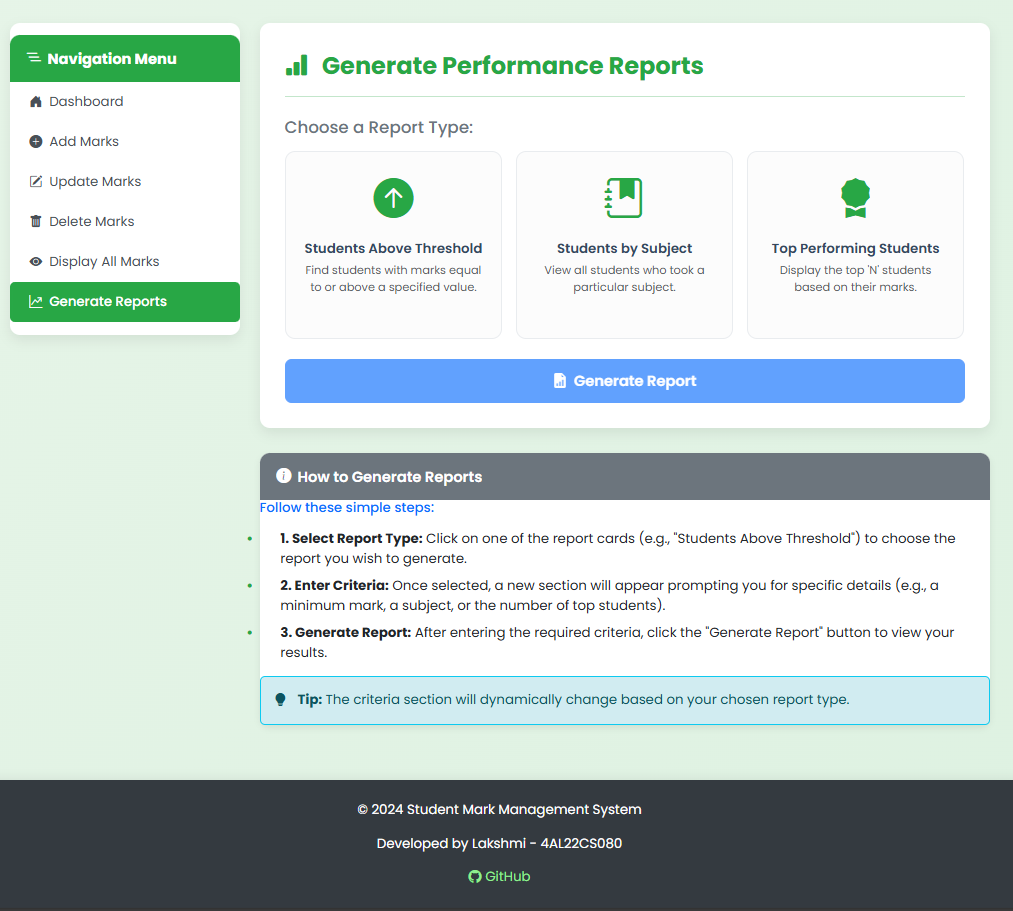 Navigation Menu
Dashboard
Add Marks
Update Marks
Delete Marks
Display All Marks
Generate Reports
Generate Performance Reports
Choose a Report Type:
Students Above Threshold
Find students with marks equal
to or above a specified value.
Students by Subject
View all students who took a
particular subject.
Top Performing Students
Display the top 'N' students
based on their marks.
Generate Report
How to Generate Reports
Follow these simple steps:
• 1. Select Report Type: Click on one of the report cards (e.g., "Students Above Threshold") to choose the
report you wish to generate.
• 2. Enter Criteria: Once selected, a new section will appear prompting you for specific details (e.g., a
minimum mark, a subject, or the number of top students).
• 3. Generate Report: After entering the required criteria, click the "Generate Report" button to view your
results.
Tip: The criteria section will dynamically change based on your chosen report type.
© 2024 Student Mark Management System
Developed by Lakshmi - 4AL22CS080
GitHub